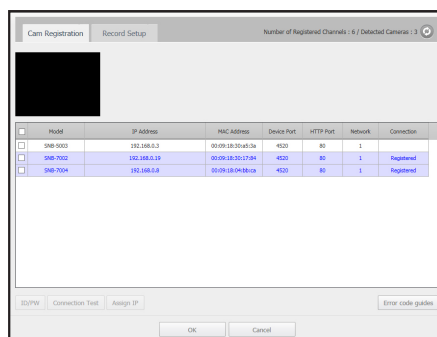 Cam Registration Record Setup Number of Registered Channels : 6 / Detected Cameras : 3
Model IP Address MAC Address Device Port HTTP Port Network Connection
SNB-5003 192.168.0.3 00:09:18:30:a5:3a 4520 80 1
SNB-7002 192.168.0.19 00:09:18:30:17:84 4520 80 1 Registered
SNB-7004 192.168.0.8 00:09:18:04:bb:ca 4520 80 1 Registered
ID/PW Connection Test Assign IP Error code guides
OK Cancel